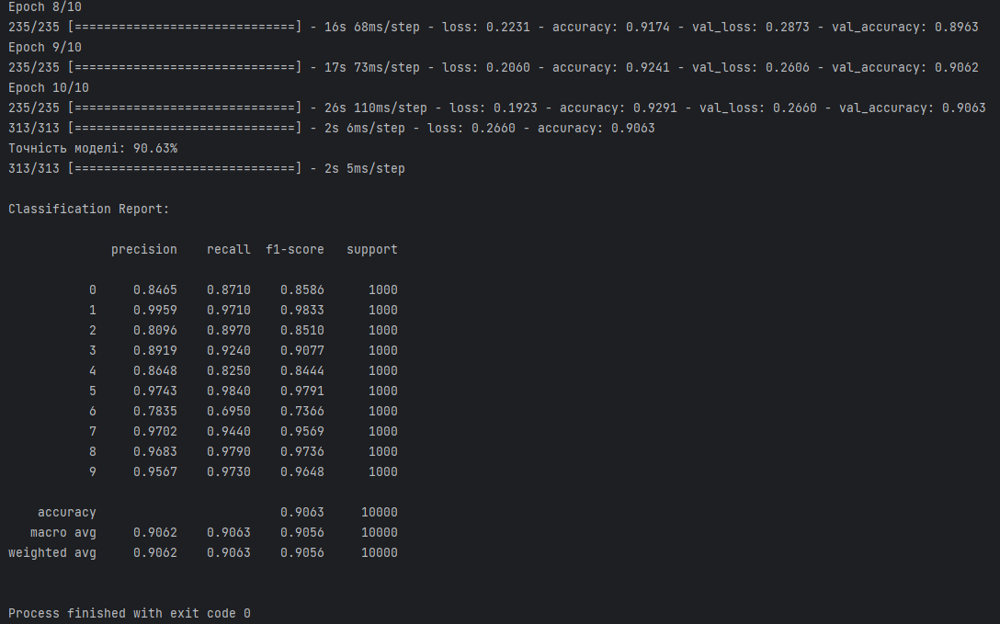 Epoch 8/10
235/235 [==============================] - 16s 68ms/step - loss: 0.2231 - accuracy: 0.9174 - val_loss: 0.2873 - val_accuracy: 0.8963
Epoch 9/10
235/235 [==============================] - 17s 73ms/step - loss: 0.2060 - accuracy: 0.9241 - val_loss: 0.2606 - val_accuracy: 0.9062
Epoch 10/10
235/235 [==============================] - 26s 110ms/step - loss: 0.1923 - accuracy: 0.9291 - val_loss: 0.2660 - val_accuracy: 0.9063
313/313 [==============================] - 2s 6ms/step - loss: 0.2660 - accuracy: 0.9063
Точність моделі: 90.63%
313/313 [==============================] - 2s 5ms/step
Classification Report:
precision recall f1-score support
0 0.8465 0.8710 0.8586 1000
1 0.9959 0.9710 0.9833 1000
2 0.8096 0.8970 0.8510 1000
3 0.8919 0.9240 0.9077 1000
4 0.8648 0.8250 0.8444 1000
5 0.9743 0.9840 0.9791 1000
6 0.7835 0.6950 0.7366 1000
7 0.9702 0.9440 0.9569 1000
8 0.9683 0.9790 0.9736 1000
9 0.9567 0.9730 0.9648 1000
accuracy 0.9063 10000
macro avg 0.9062 0.9063 0.9056 10000
weighted avg 0.9062 0.9063 0.9056 10000
Process finished with exit code 0